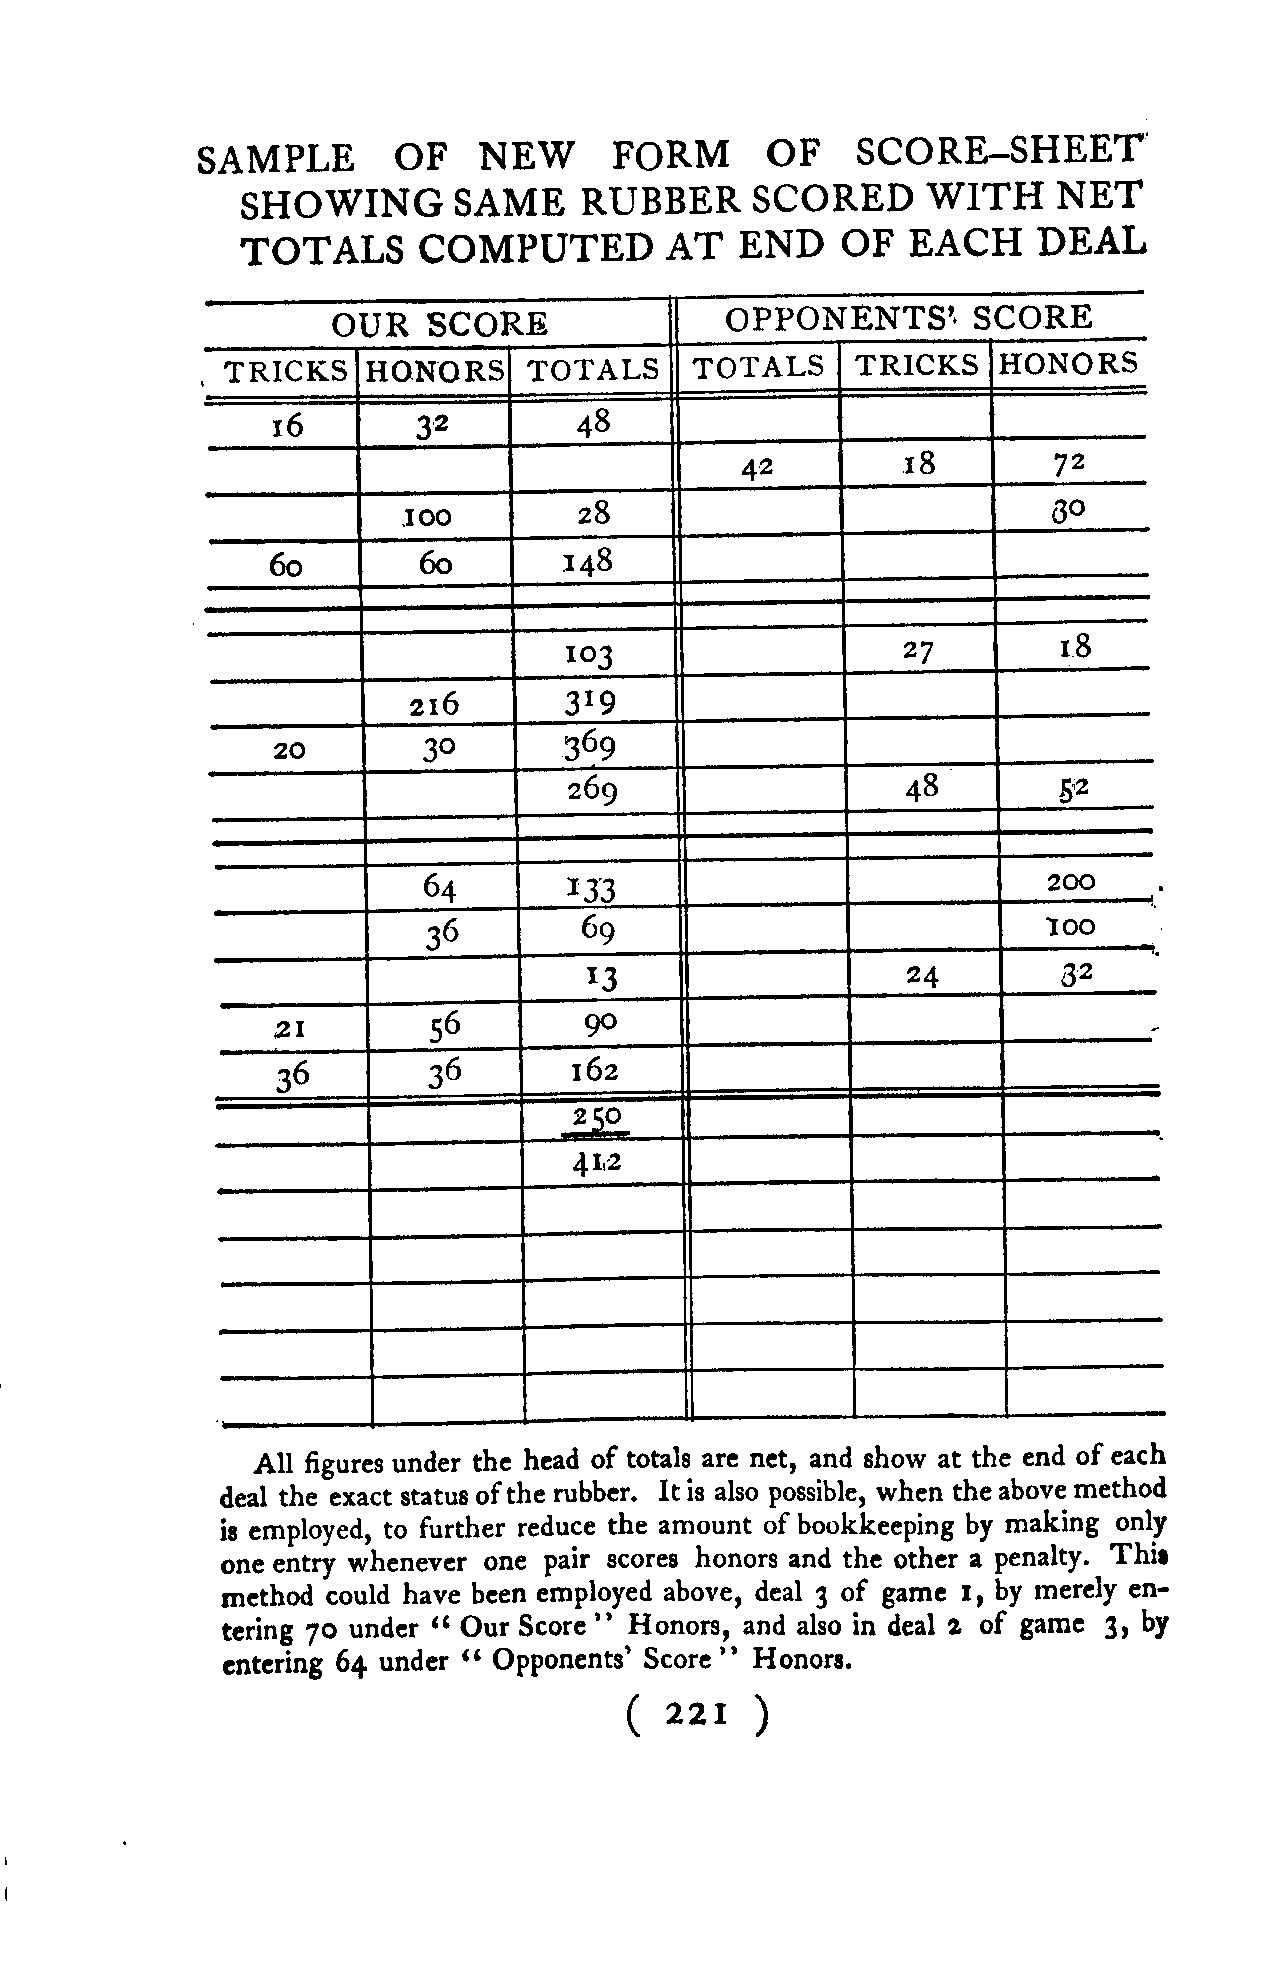 SAMPLE OF NEW FORM OF SCORE-SHEET
SHOWING SAME RUBBER SCORED WITH NET
TOTALS COMPUTED AT END OF EACH DEAL
OUR SCORE OPPONENTS' SCORE
TRICKS HONORS TOTALS TOTALS TRICKS HONORS
16 32 48
42 18 72
100 28 30
60 60 148
103 27 18
216 319
20 30 369
269 48 52
64 133 200
36 69 100
13 24 32
21 56 90
36 36 162
250
412
All figures under the head of totals are net, and show at the end of each
deal the exact status of the rubber. It is also possible, when the above method
is employed, to further reduce the amount of bookkeeping by making only
one entry whenever one pair scores honors and the other a penalty. This
method could have been employed above, deal 3 of game 1, by merely en-
tering 70 under “ Our Score ” Honors, and also in deal 2 of game 3, by
entering 64 under “ Opponents' Score ” Honors.
( 221 )